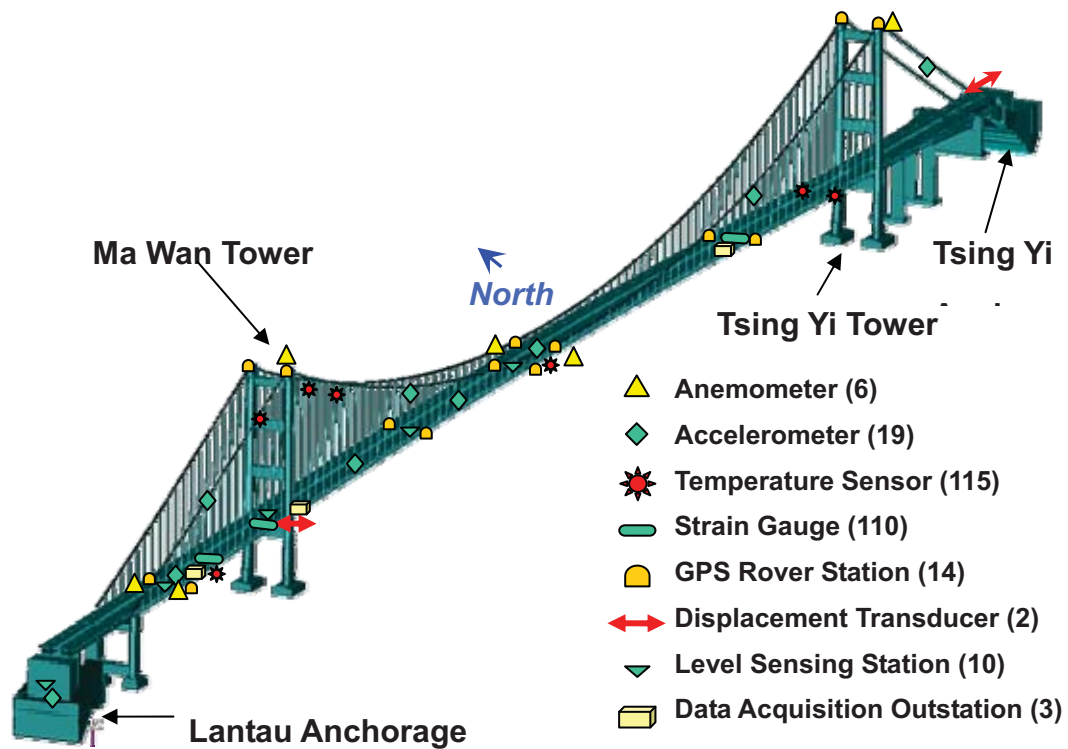 Ma Wan Tower
North
Tsing Yi
Tsing Yi Tower
Anemometer (6)
Accelerometer (19)
Temperature Sensor (115)
Strain Gauge (110)
GPS Rover Station (14)
Displacement Transducer (2)
Level Sensing Station (10)
Data Acquisition Outstation (3)
Lantau Anchorage